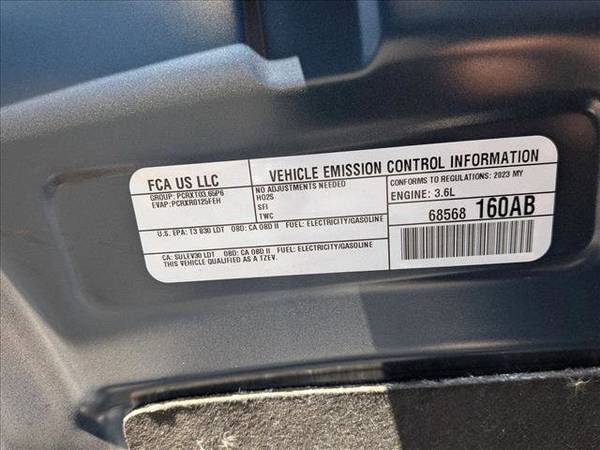 FCA US LLC
GROUP: PCRXT03.65P6
EVAP: PCRXR0125FEH
VEHICLE EMISSION CONTROL INFORMATION
NO ADJUSTMENTS NEEDED
HO2S
SFI
TWC
CONFORMS TO REGULATIONS: 2023 MY
ENGINE: 3.6L
68568 160AB
U.S. EPA: T3 B30 LDT OBD: CA OBD II FUEL: ELECTRICITY/GASOLINE
CA: SULEV30 LDT OBD: CA OBD II FUEL: ELECTRICITY/GASOLINE
THIS VEHICLE QUALIFIED AS A TZEV.